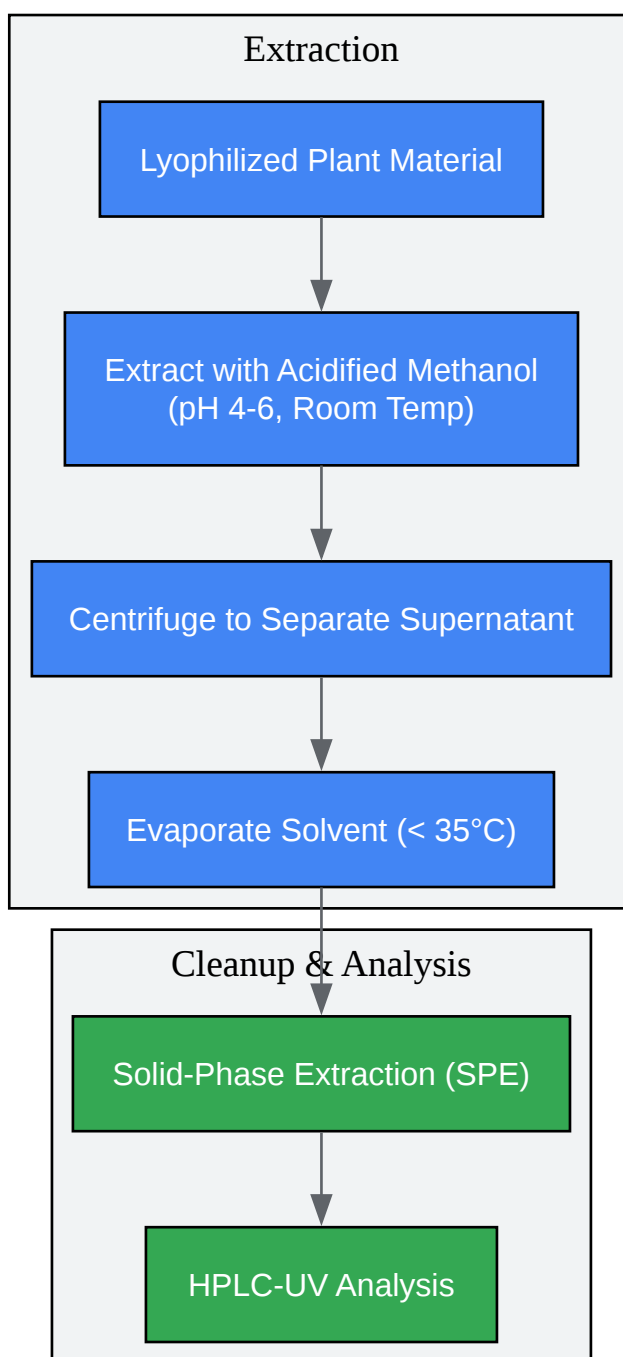 Extraction
Lyophilized Plant Material
Extract with Acidified Methanol
(pH 4-6, Room Temp)
Centrifuge to Separate Supernatant
Evaporate Solvent (< 35°C)
Cleanup & Analysis
Solid-Phase Extraction (SPE)
HPLC-UV Analysis